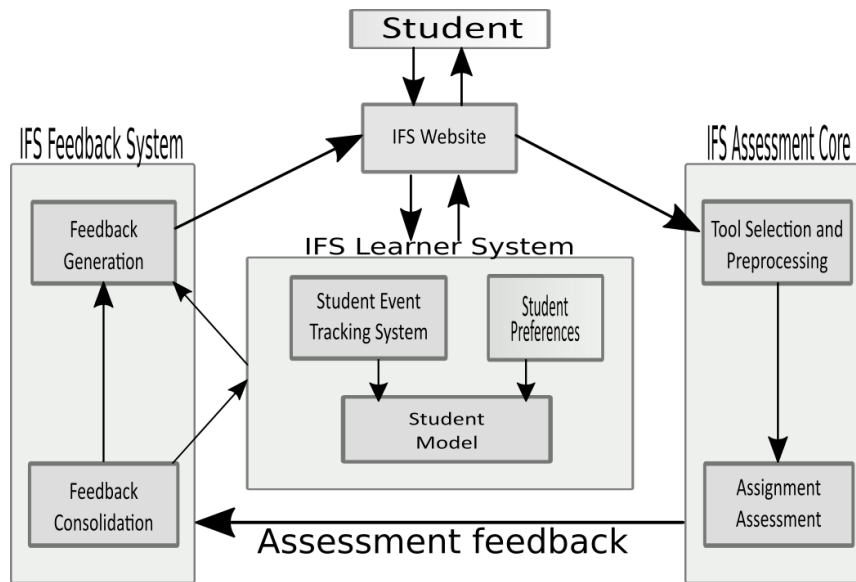 Student
IFS Website
IFS Feedback System
IFS Assessment Core
Feedback
Generation
IFS Learner System
Tool Selection and
Preprocessing
Student Event
Tracking System
Student
Preferences
Student
Model
Feedback
Consolidation
Assignment
Assessment
Assessment feedback